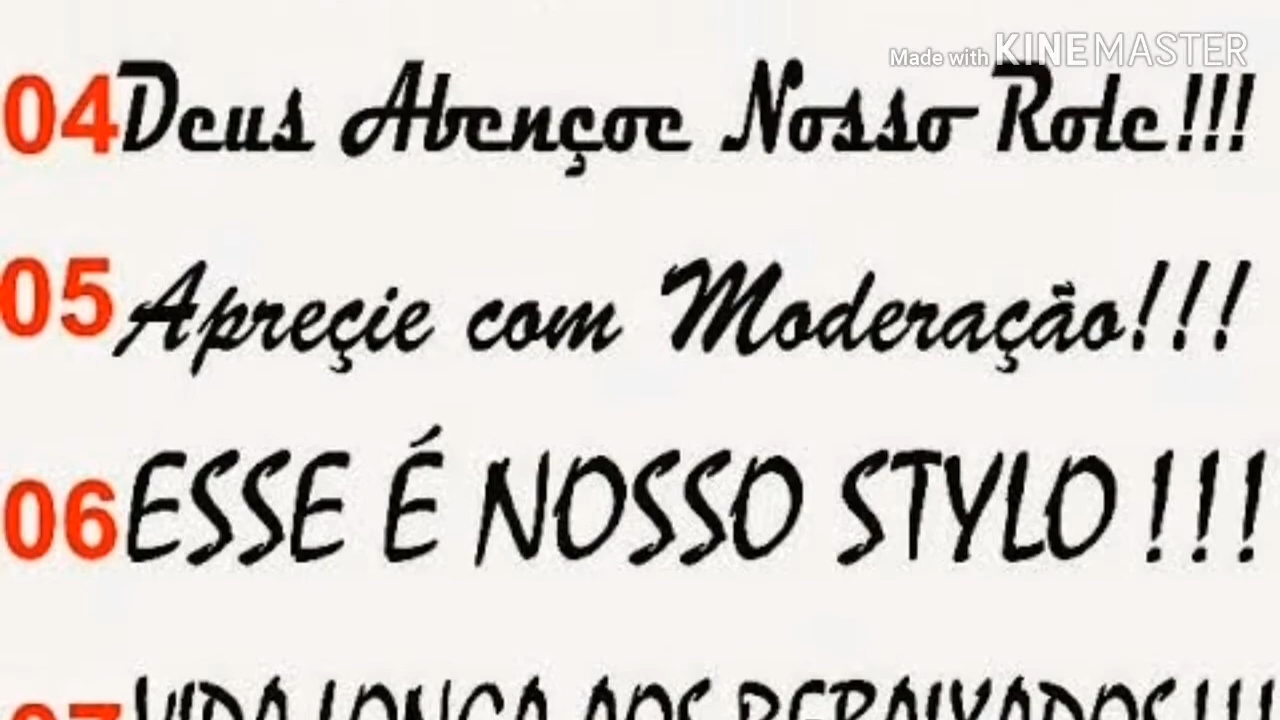 Made with KINEMASTER
04 Deus Abençoe Nosso Role!!!
05 Apreçie com Moderação!!!
06 ESSE É NOSSO STYLO !!!
07 VIDA LONGA AOS REBAIXADOS!!!